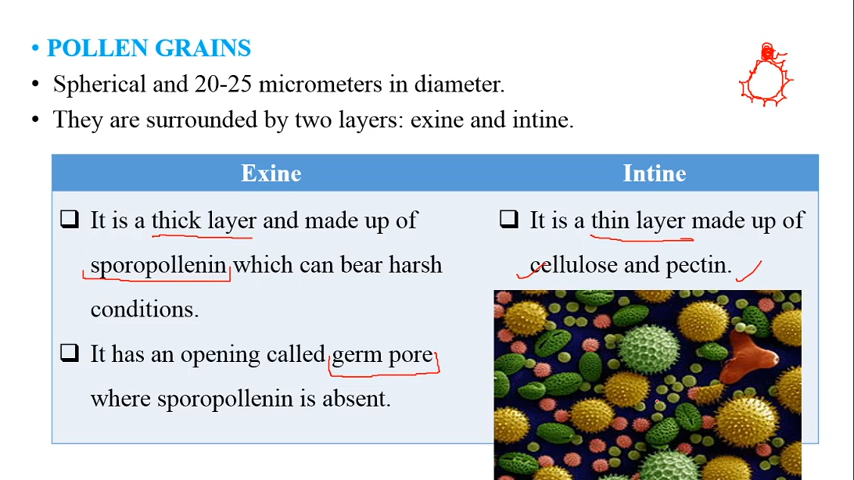 • POLLEN GRAINS
• Spherical and 20-25 micrometers in diameter.
• They are surrounded by two layers: exine and intine.
Exine
❑ It is a thick layer and made up of
sporopollenin which can bear harsh
conditions.
❑ It has an opening called germ pore
where sporopollenin is absent.
Intine
❑ It is a thin layer made up of
cellulose and pectin.